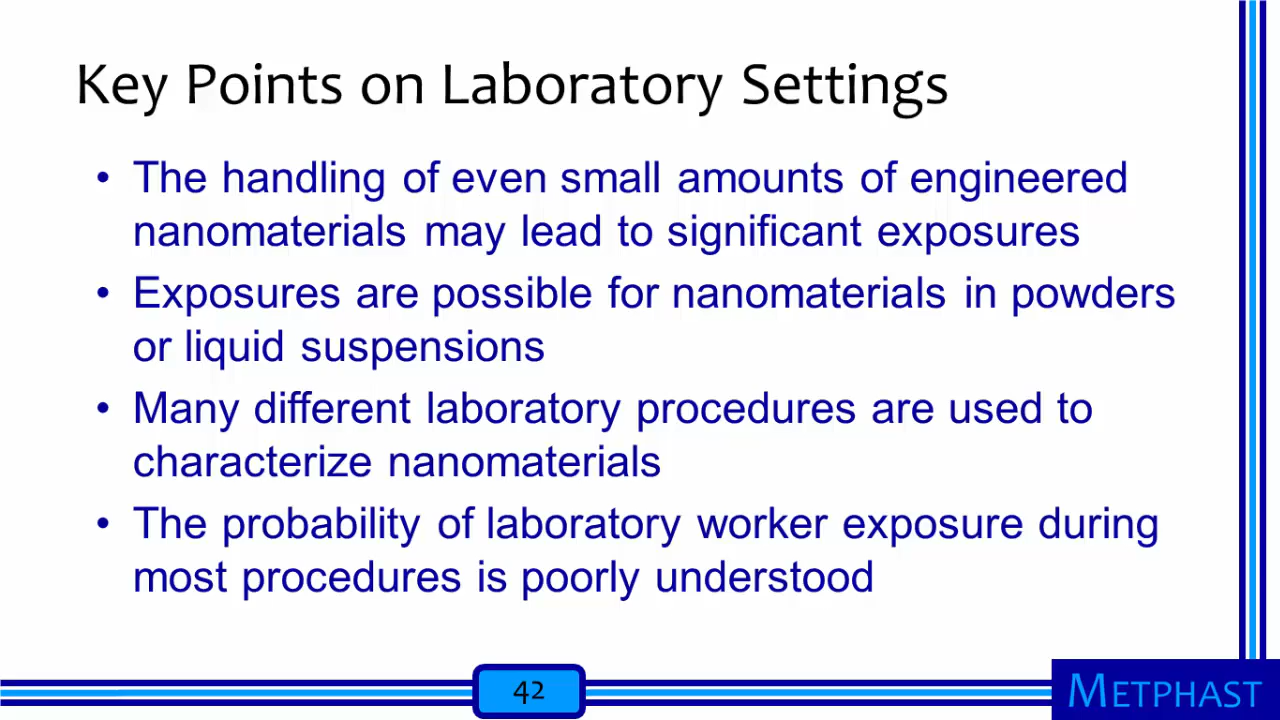 Key Points on Laboratory Settings
• The handling of even small amounts of engineered
nanomaterials may lead to significant exposures
• Exposures are possible for nanomaterials in powders
or liquid suspensions
• Many different laboratory procedures are used to
characterize nanomaterials
• The probability of laboratory worker exposure during
most procedures is poorly understood
42
METPHAST